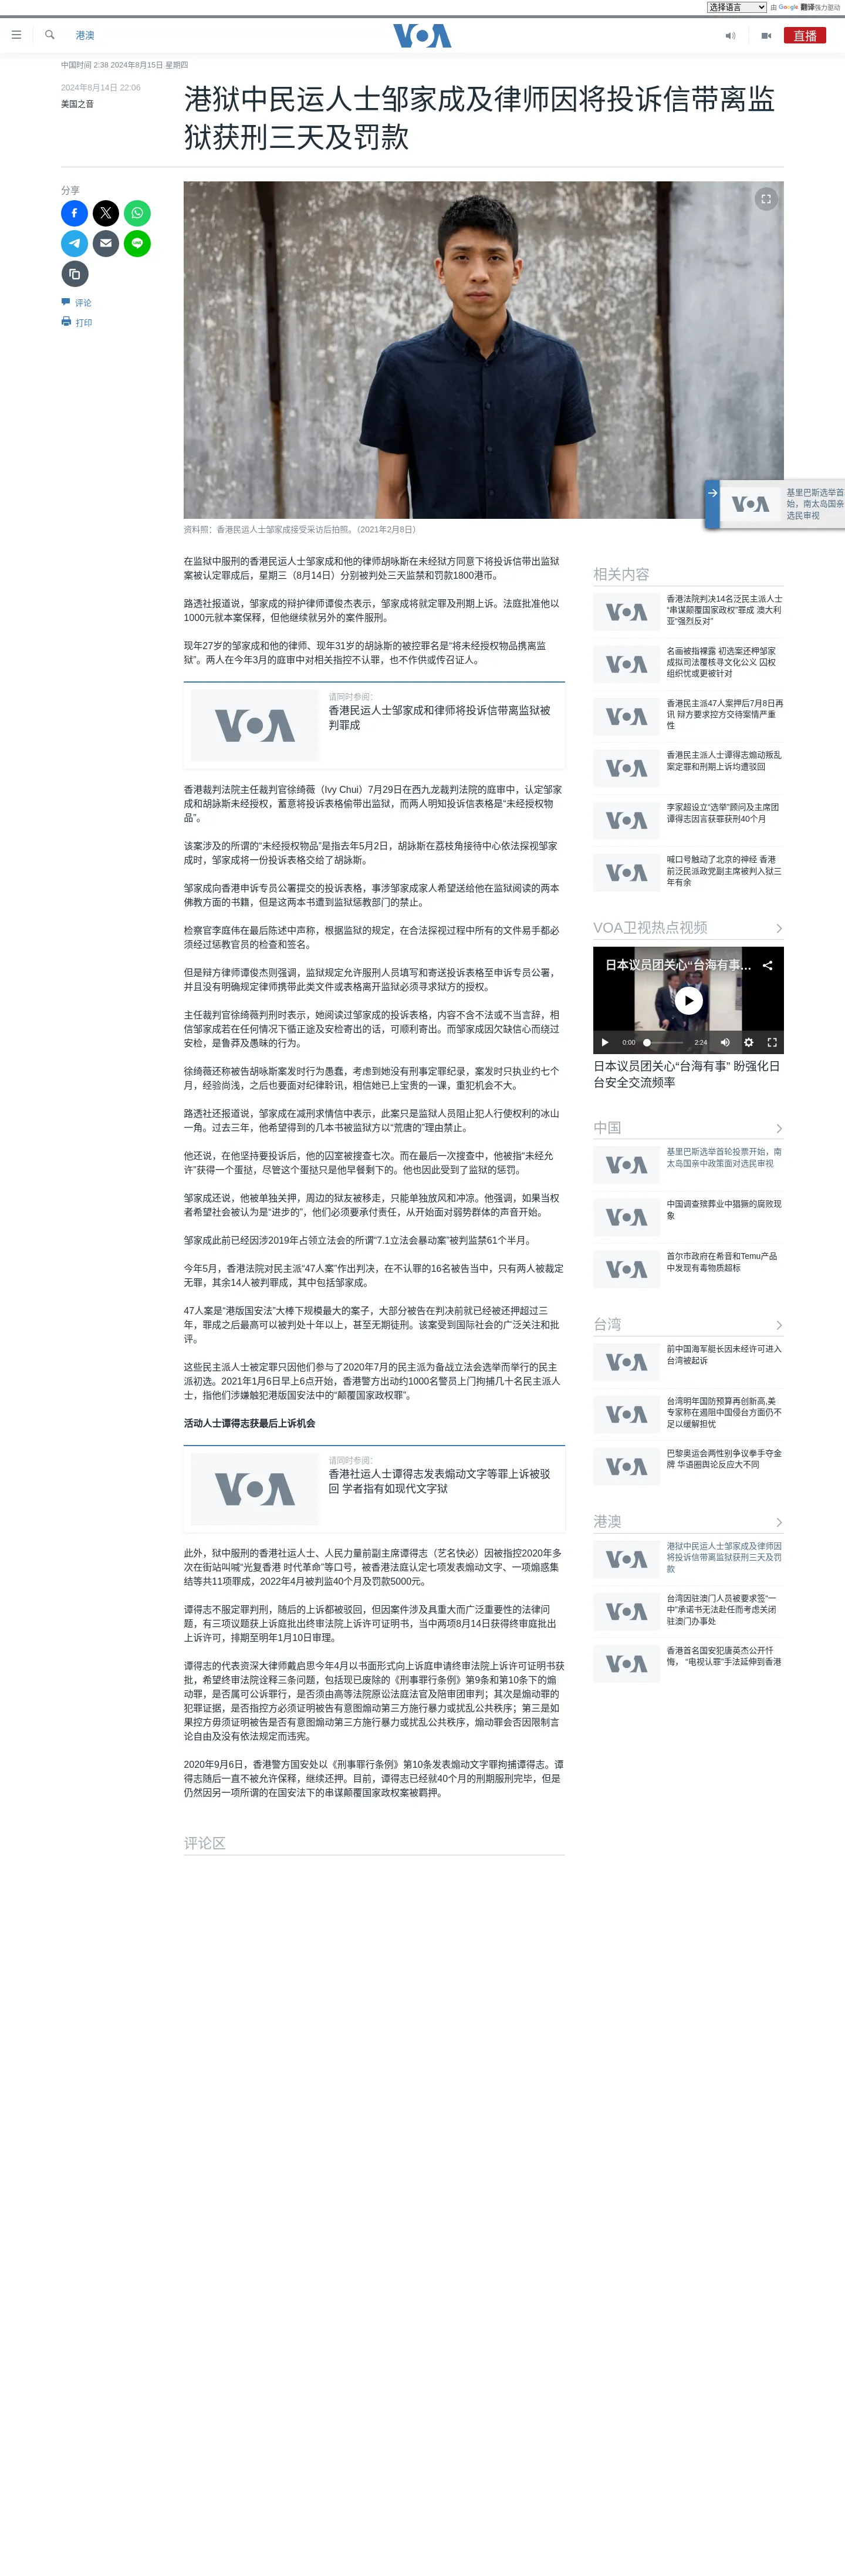 选择语言
由 Google 翻译强力驱动
港澳
VOA
直播
中国时间 2:38 2024年8月15日 星期四
2024年8月14日 22:06
美国之音
港狱中民运人士邹家成及律师因将投诉信带离监
狱获刑三天及罚款
分享
评论
打印
资料照：香港民运人士邹家成接受采访后拍照。（2021年2月8日）
VOA
基里巴斯选举首
始，南太岛国亲
选民审视
在监狱中服刑的香港民运人士邹家成和他的律师胡咏斯在未经狱方同意下将投诉信带出监狱
案被认定罪成后，星期三（8月14日）分别被判处三天监禁和罚款1800港币。
路透社报道说，邹家成的辩护律师谭俊杰表示，邹家成将就定罪及刑期上诉。法庭批准他以
1000元就本案保释，但他继续就另外的案件服刑。
现年27岁的邹家成和他的律师、现年31岁的胡詠斯的被控罪名是“将未经授权物品携离监
狱”。两人在今年3月的庭审中对相关指控不认罪，也不作供或传召证人。
VOA
请同时参阅：
香港民运人士邹家成和律师将投诉信带离监狱被
判罪成
香港裁判法院主任裁判官徐绮薇（Ivy Chui）7月29日在西九龙裁判法院的庭审中，认定邹家
成和胡詠斯未经授权，蓄意将投诉表格偷带出监狱，而两人明知投诉信表格是“未经授权物
品”。
该案涉及的所谓的“未经授权物品”是指去年5月2日，胡詠斯在荔枝角接待中心依法探视邹家
成时，邹家成将一份投诉表格交给了胡詠斯。
邹家成向香港申诉专员公署提交的投诉表格，事涉邹家成家人希望送给他在监狱阅读的两本
佛教方面的书籍，但是这两本书遭到监狱惩教部门的禁止。
检察官李庭伟在最后陈述中声称，根据监狱的规定，在合法探视过程中所有的文件易手都必
须经过惩教官员的检查和签名。
但是辩方律师谭俊杰则强调，监狱规定允许服刑人员填写和寄送投诉表格至申诉专员公署，
并且没有明确规定律师携带此类文件或表格离开监狱必须寻求狱方的授权。
主任裁判官徐绮薇判刑时表示，她阅读过邹家成的投诉表格，内容不含不法或不当言辞，相
信邹家成若在任何情况下循正途及安检寄出的话，可顺利寄出。而邹家成因欠缺信心而绕过
安检，是鲁莽及愚昧的行为。
徐绮薇还称被告胡咏斯案发时行为愚蠢，考虑到她没有刑事定罪纪录，案发时只执业约七个
月，经验尚浅，之后也要面对纪律聆讯，相信她已上宝贵的一课，重犯机会不大。
路透社还报道说，邹家成在减刑求情信中表示，此案只是监狱人员阻止犯人行使权利的冰山
一角。过去三年，他希望得到的几本书被监狱方以“荒唐的”理由禁止。
他还说，在他坚持要投诉后，他的囚室被搜查七次。而在最后一次搜查中，他被指“未经允
许”获得一个蛋挞，尽管这个蛋挞只是他早餐剩下的。他也因此受到了监狱的惩罚。
邹家成还说，他被单独关押，周边的狱友被移走，只能单独放风和冲凉。他强调，如果当权
者希望社会被认为是“进步的”，他们必须要承付责任，从开始面对弱势群体的声音开始。
邹家成此前已经因涉2019年占领立法会的所谓“7.1立法会暴动案”被判监禁61个半月。
今年5月，香港法院对民主派“47人案”作出判决，在不认罪的16名被告当中，只有两人被裁定
无罪，其余14人被判罪成，其中包括邹家成。
47人案是“港版国安法”大棒下规模最大的案子，大部分被告在判决前就已经被还押超过三
年，罪成之后最高可以被判处十年以上，甚至无期徒刑。该案受到国际社会的广泛关注和批
评。
这些民主派人士被定罪只因他们参与了2020年7月的民主派为备战立法会选举而举行的民主
派初选。2021年1月6日早上6点开始，香港警方出动约1000名警员上门拘捕几十名民主派人
士，指他们涉嫌触犯港版国安法中的“颠覆国家政权罪”。
活动人士谭得志获最后上诉机会
VOA
请同时参阅：
香港社运人士谭得志发表煽动文字等罪上诉被驳
回 学者指有如现代文字狱
此外，狱中服刑的香港社运人士、人民力量前副主席谭得志（艺名快必）因被指控2020年多
次在街站叫喊“光复香港 时代革命”等口号，被香港法庭认定七项发表煽动文字、一项煽惑集
结等共11项罪成，2022年4月被判监40个月及罚款5000元。
谭得志不服定罪判刑，随后的上诉都被驳回，但因案件涉及具重大而广泛重要性的法律问
题，有三项议题获上诉庭批出终审法院上诉许可证明书，当中两项8月14日获得终审庭批出
上诉许可，排期至明年1月10日审理。
谭得志的代表资深大律师戴启思今年4月以书面形式向上诉庭申请终审法院上诉许可证明书获
批，希望终审法院诠释三条问题，包括现已废除的《刑事罪行条例》第9条和第10条下的煽
动罪，是否属可公诉罪行，是否须由高等法院原讼法庭法官及陪审团审判；其次是煽动罪的
犯罪证据，是否指控方必须证明被告有意图煽动第三方施行暴力或扰乱公共秩序；第三是如
果控方毋须证明被告是否有意图煽动第三方施行暴力或扰乱公共秩序，煽动罪会否因限制言
论自由及没有依法规定而违宪。
2020年9月6日，香港警方国安处以《刑事罪行条例》第10条发表煽动文字罪拘捕谭得志。谭
得志随后一直不被允许保释，继续还押。目前，谭得志已经就40个月的刑期服刑完毕，但是
仍然因另一项所谓的在国安法下的串谋颠覆国家政权案被羁押。
评论区
相关内容
VOA
香港法院判决14名泛民主派人士
“串谋颠覆国家政权”罪成 澳大利
亚“强烈反对”
VOA
名画被指裸露 初选案还柙邹家
成拟司法覆核寻文化公义 囚权
组织忧或更被针对
VOA
香港民主派47人案押后7月8日再
讯 辩方要求控方交待案情严重
性
VOA
香港民主派人士谭得志煽动叛乱
案定罪和刑期上诉均遭驳回
VOA
李家超设立“选举”顾问及主席团
谭得志因言获罪获刑40个月
VOA
喊口号触动了北京的神经 香港
前泛民派政党副主席被判入狱三
年有余
VOA卫视热点视频
日本议员团关心“台海有事...
0:00
2:24
日本议员团关心“台海有事” 盼强化日
台安全交流频率
中国
VOA
基里巴斯选举首轮投票开始，南
太岛国亲中政策面对选民审视
VOA
中国调查殡葬业中猖獗的腐败现
象
VOA
首尔市政府在希音和Temu产品
中发现有毒物质超标
台湾
VOA
前中国海军艇长因未经许可进入
台湾被起诉
VOA
台湾明年国防预算再创新高,美
专家称在遏阻中国侵台方面仍不
足以缓解担忧
VOA
巴黎奥运会两性别争议拳手夺金
牌 华语圈舆论反应大不同
港澳
VOA
港狱中民运人士邹家成及律师因
将投诉信带离监狱获刑三天及罚
款
VOA
台湾因驻澳门人员被要求签“一
中”承诺书无法赴任而考虑关闭
驻澳门办事处
VOA
香港首名国安犯唐英杰公开忏
悔， “电视认罪”手法延伸到香港